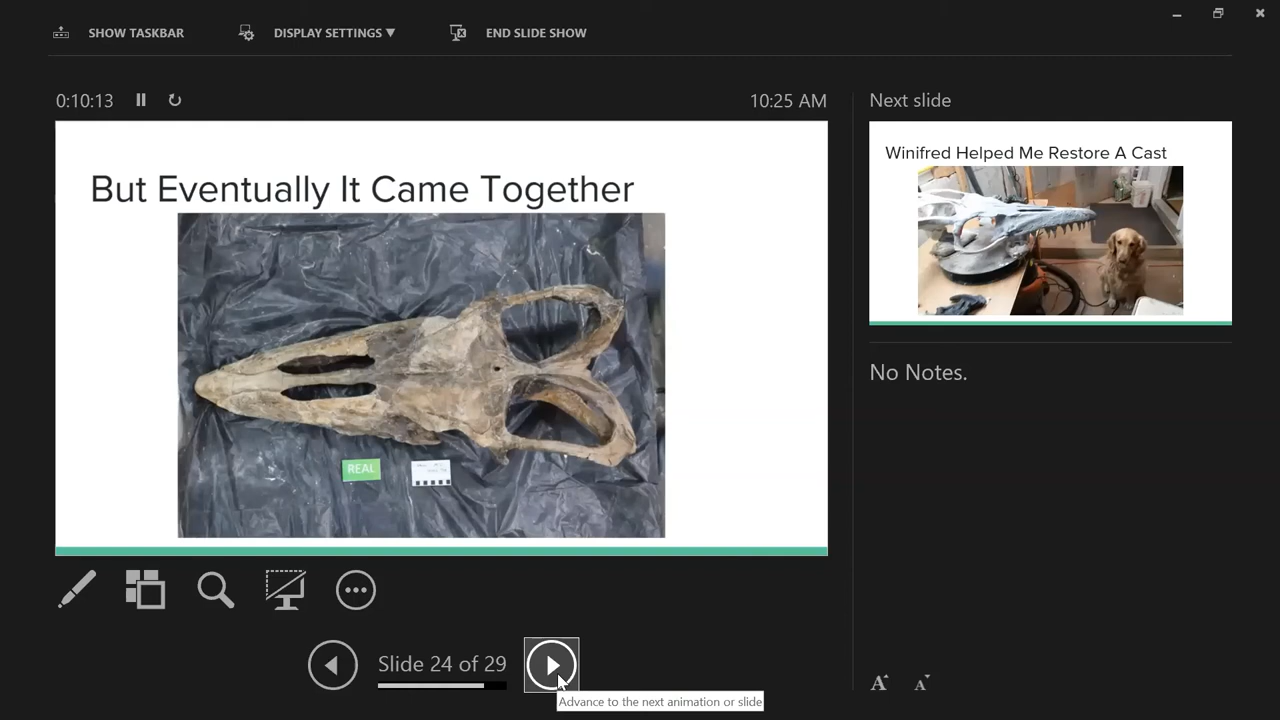 SHOW TASKBAR
DISPLAY SETTINGS ▼
END SLIDE SHOW
0:10:13
10:25 AM
Next slide
But Eventually It Came Together
REAL
Winifred Helped Me Restore A Cast
No Notes.
Slide 24 of 29
Advance to the next animation or slide
A A